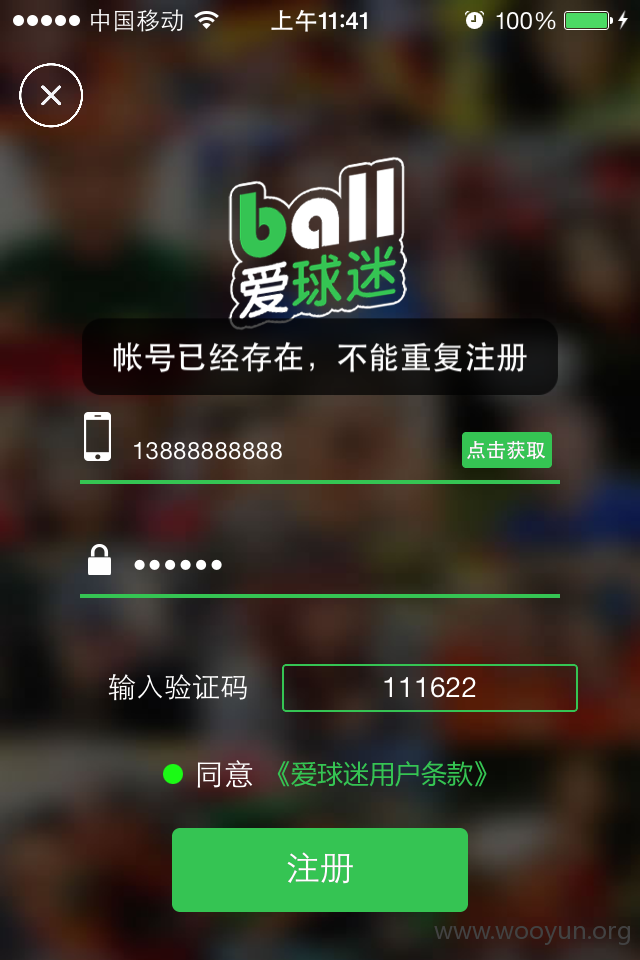 中国移动 上午11:41 100%
ball
爱球迷
帐号已经存在，不能重复注册
13888888888 点击获取
••••••
输入验证码 111622
同意 《爱球迷用户条款》
注册
www.wooyun.org